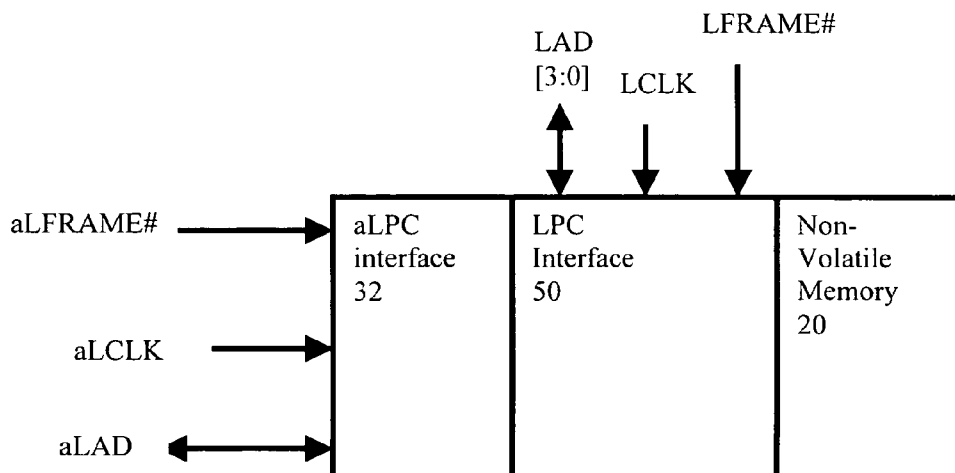 LFRAME#
LAD
[3:0]
LCLK
aLFRAME#
aLPC
interface
32
LPC
Interface
50
Non-
Volatile
Memory
20
aLCLK
aLAD